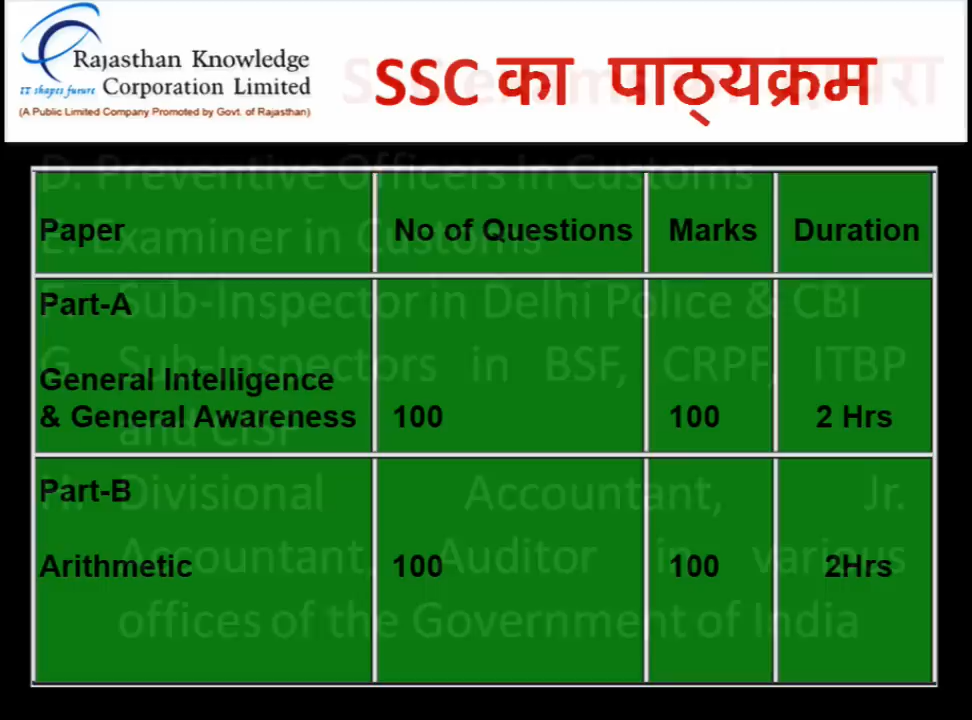 Rajasthan Knowledge
IT shapes future Corporation Limited
(A Public Limited Company Promoted by Govt. of Rajasthan)
SSC का पाठ्यक्रम
D. Preventive Officers in Customs
E. Examiner in Customs
F. Sub-Inspector in Delhi Police & CBI
G. Sub-Inspectors in BSF, CRPF, ITBP
and CISF
H. Divisional Accountant, Jr.
Accountant, Auditor in various
offices of the Government of India
Paper No of Questions Marks Duration
Part-A
General Intelligence
& General Awareness 100 100 2 Hrs
Part-B
Arithmetic 100 100 2Hrs